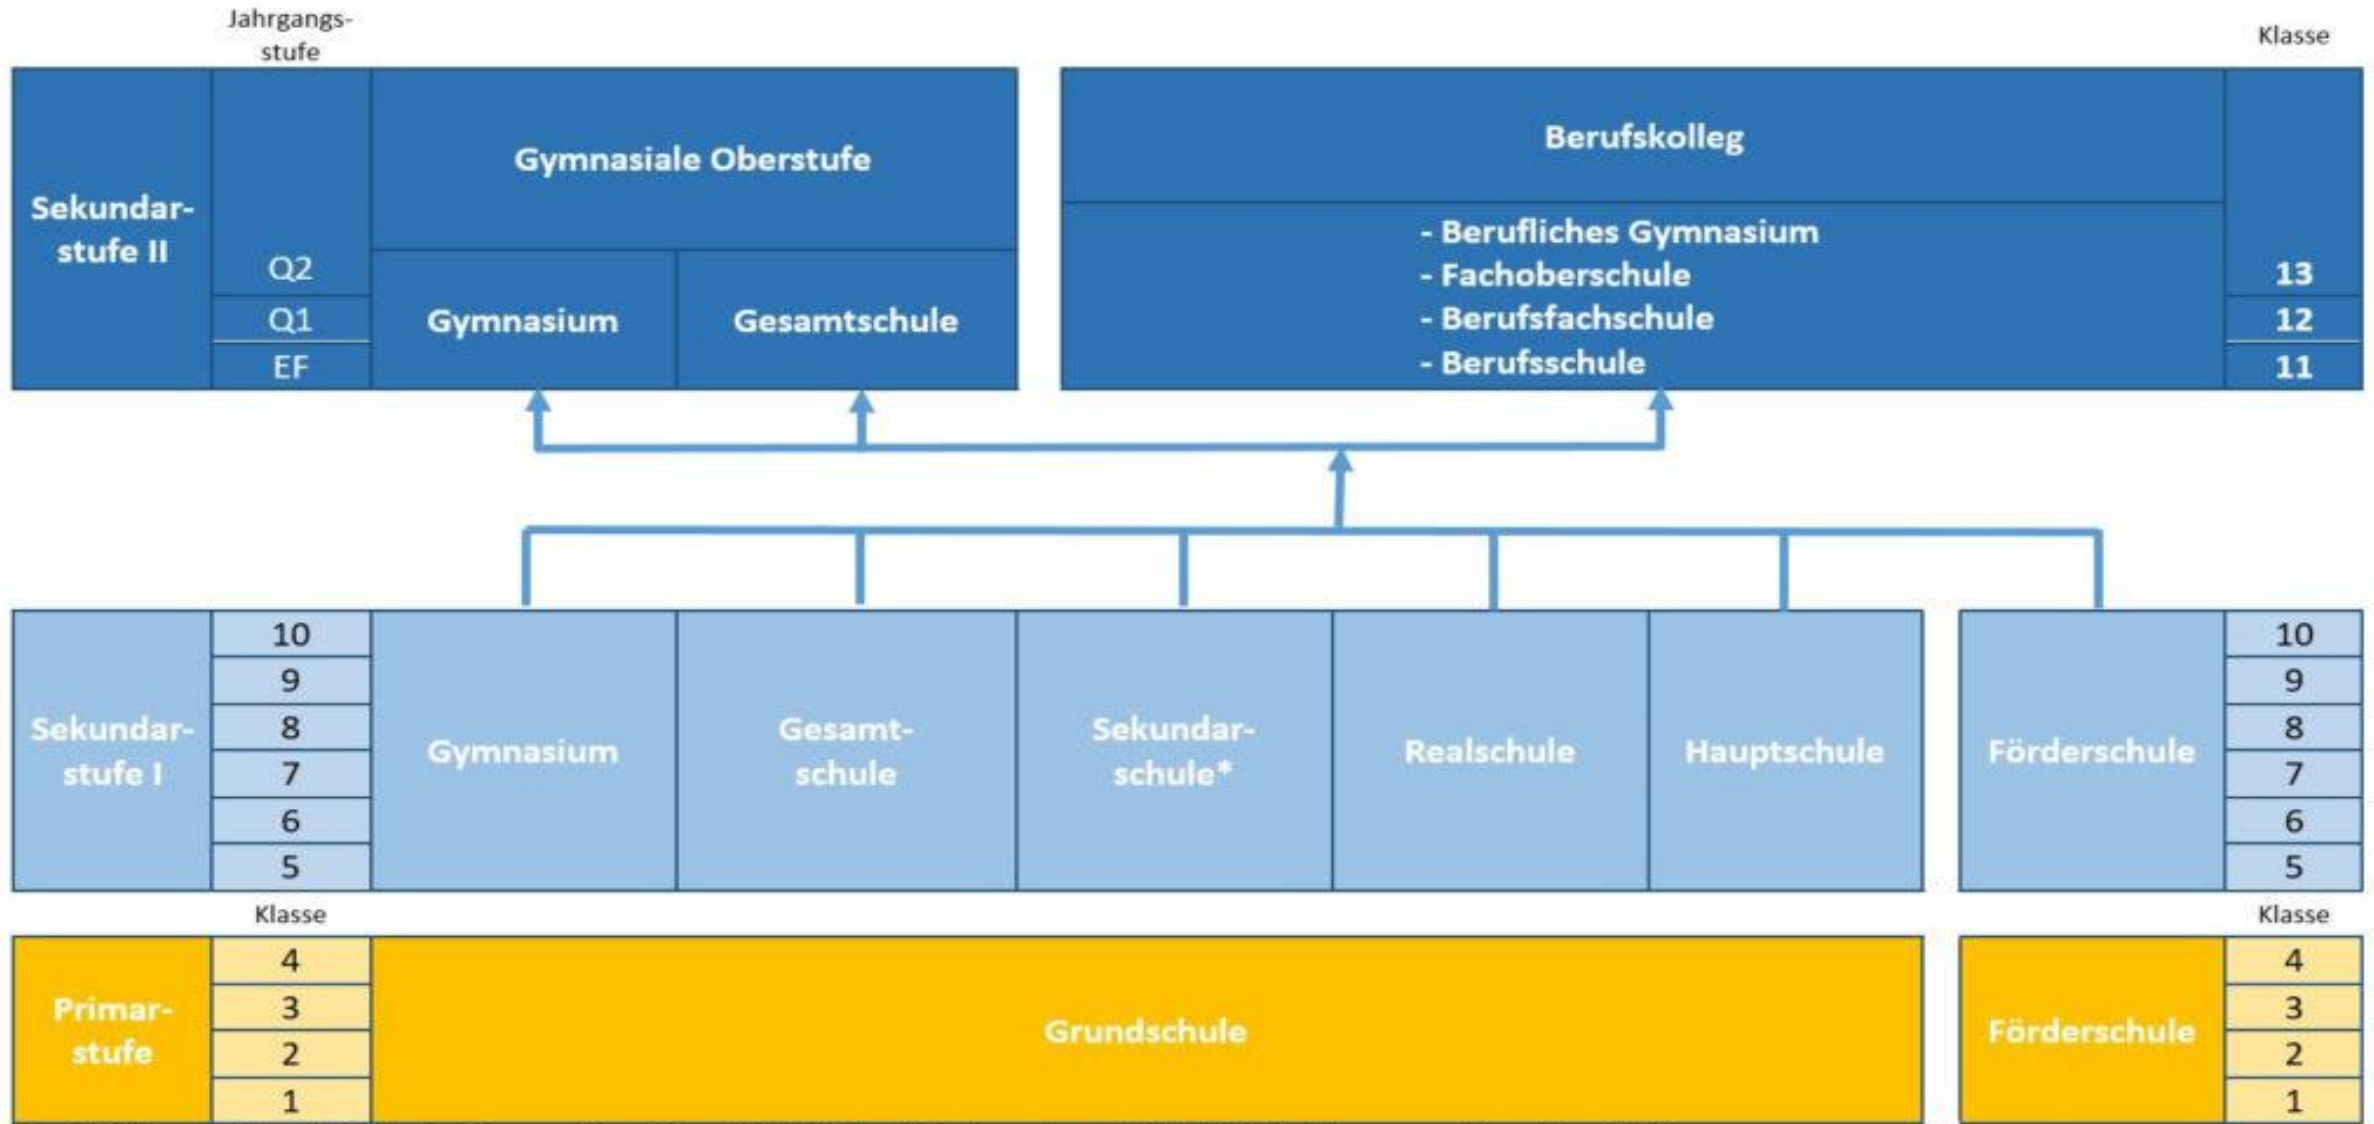 Jahrgangs-
stufe
Klasse
Sekundar-
stufe II
Q2
Q1
EF
Gymnasiale Oberstufe
Gymnasium
Gesamtschule
Berufskolleg
- Berufliches Gymnasium
- Fachoberschule
- Berufsfachschule
- Berufsschule
13
12
11
Sekundar-
stufe I
10
9
8
7
6
5
Gymnasium
Gesamt-
schule
Sekundar-
schule*
Realschule
Hauptschule
Förderschule
10
9
8
7
6
5
Klasse
Klasse
Primar-
stufe
4
3
2
1
Grundschule
Förderschule
4
3
2
1